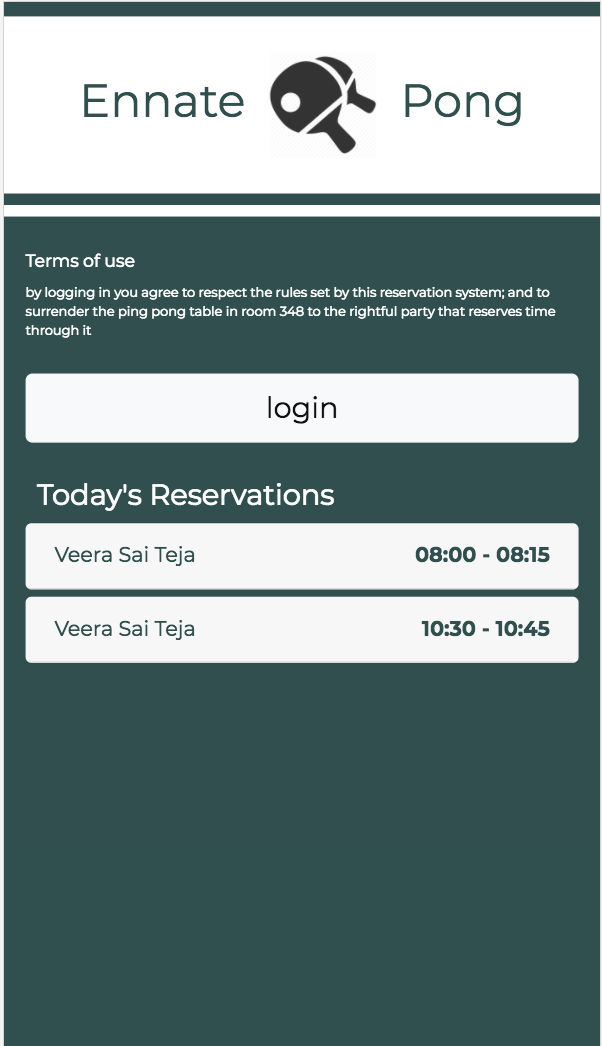 Ennate Pong
Terms of use
by logging in you agree to respect the rules set by this reservation system; and to
surrender the ping pong table in room 348 to the rightful party that reserves time
through it
login
Today's Reservations
Veera Sai Teja 08:00 - 08:15
Veera Sai Teja 10:30 - 10:45